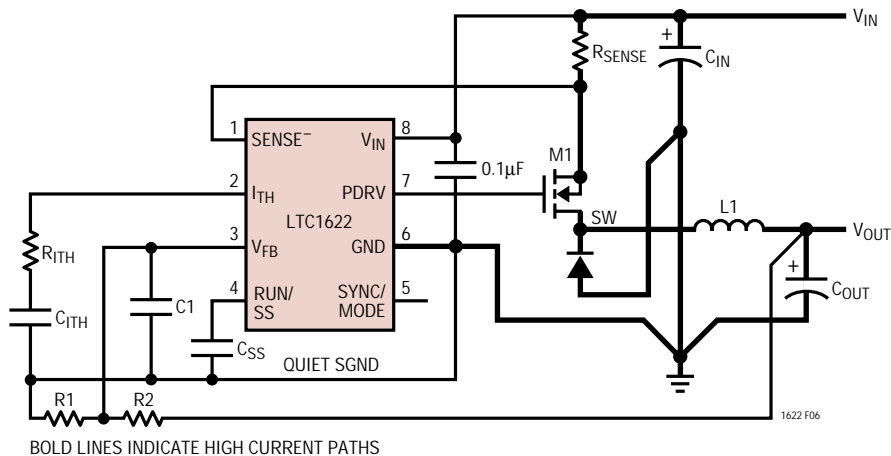 V_IN
R_SENSE
+
C_IN
1
SENSE⁻
V_IN
8
0.1µF
M1
2
I_TH
PDRV
7
LTC1622
SW
L1
V_OUT
R_ITH
3
V_FB
GND
6
+
C_OUT
C1
4
RUN/
SS
SYNC/
MODE
5
C_ITH
C_SS
QUIET SGND
R1
R2
1622 F06
BOLD LINES INDICATE HIGH CURRENT PATHS